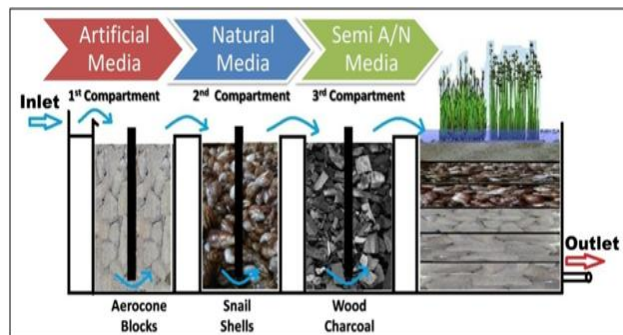 Artificial
Media
Natural
Media
Semi A/N
Media
1st Compartment
2nd Compartment
3rd Compartment
Inlet
Outlet
Aerocone
Blocks
Snail
Shells
Wood
Charcoal